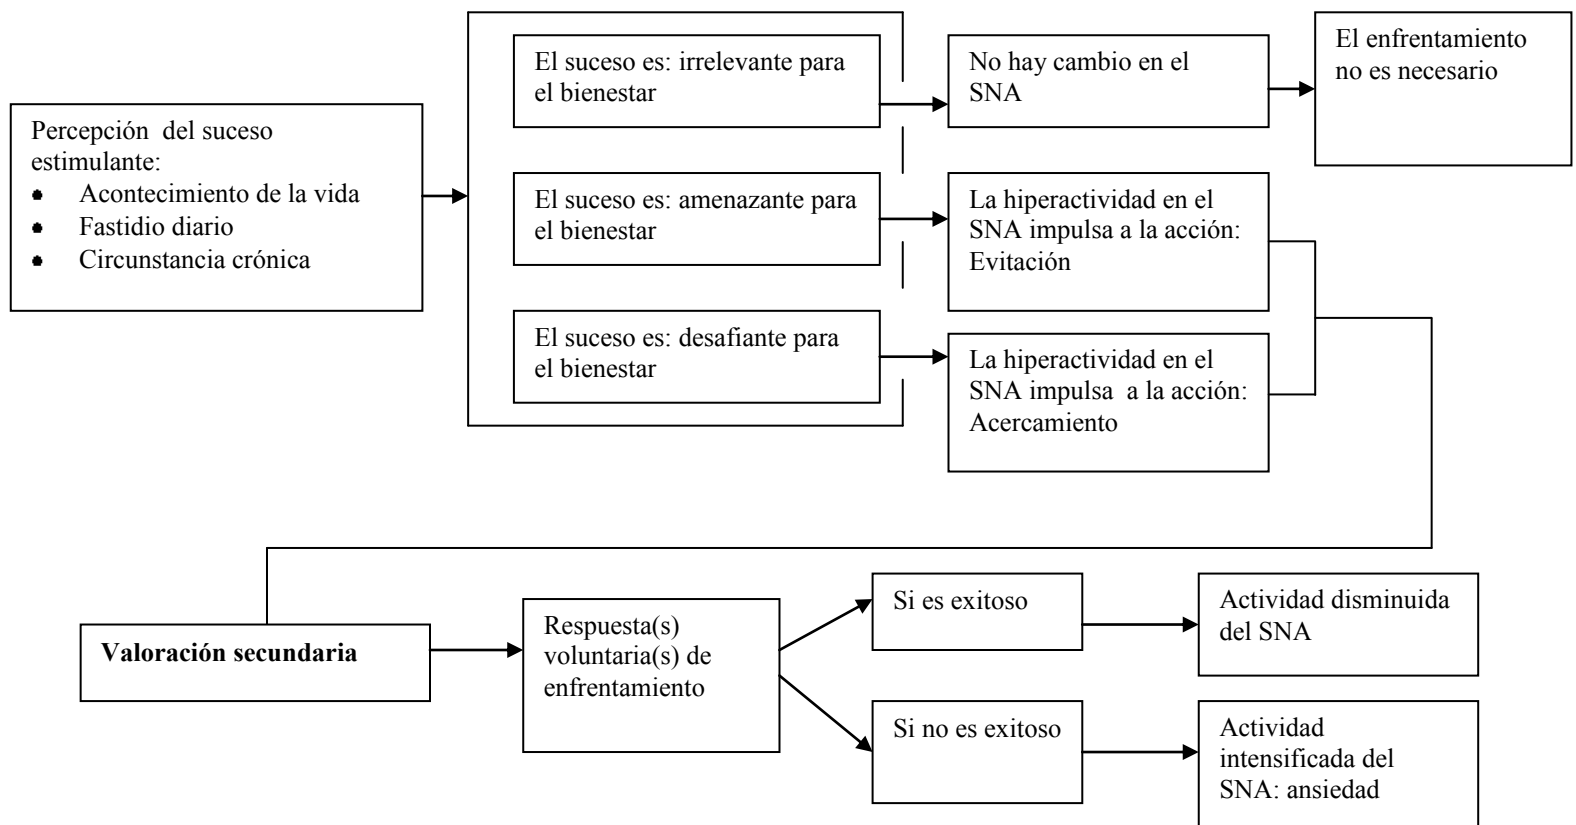 Percepción del suceso
estimulante:
• Acontecimiento de la vida
• Fastidio diario
• Circunstancia crónica
El suceso es: irrelevante para
el bienestar
No hay cambio en el
SNA
El enfrentamiento
no es necesario
El suceso es: amenazante para
el bienestar
La hiperactividad en el
SNA impulsa a la acción:
Evitación
El suceso es: desafiante para
el bienestar
La hiperactividad en el
SNA impulsa a la acción:
Acercamiento
Valoración secundaria
Respuesta(s)
voluntaria(s) de
enfrentamiento
Si es exitoso
Actividad disminuida
del SNA
Si no es exitoso
Actividad
intensificada del
SNA: ansiedad